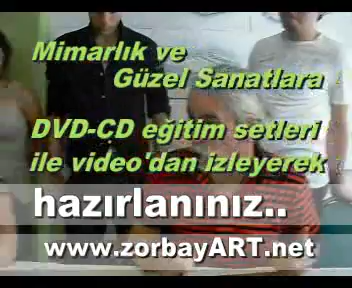 Mimarlık ve
Güzel Sanatlara
DVD-CD eğitim setleri
ile video'dan izleyerek
hazırlanınız..
www.zorbayART.net